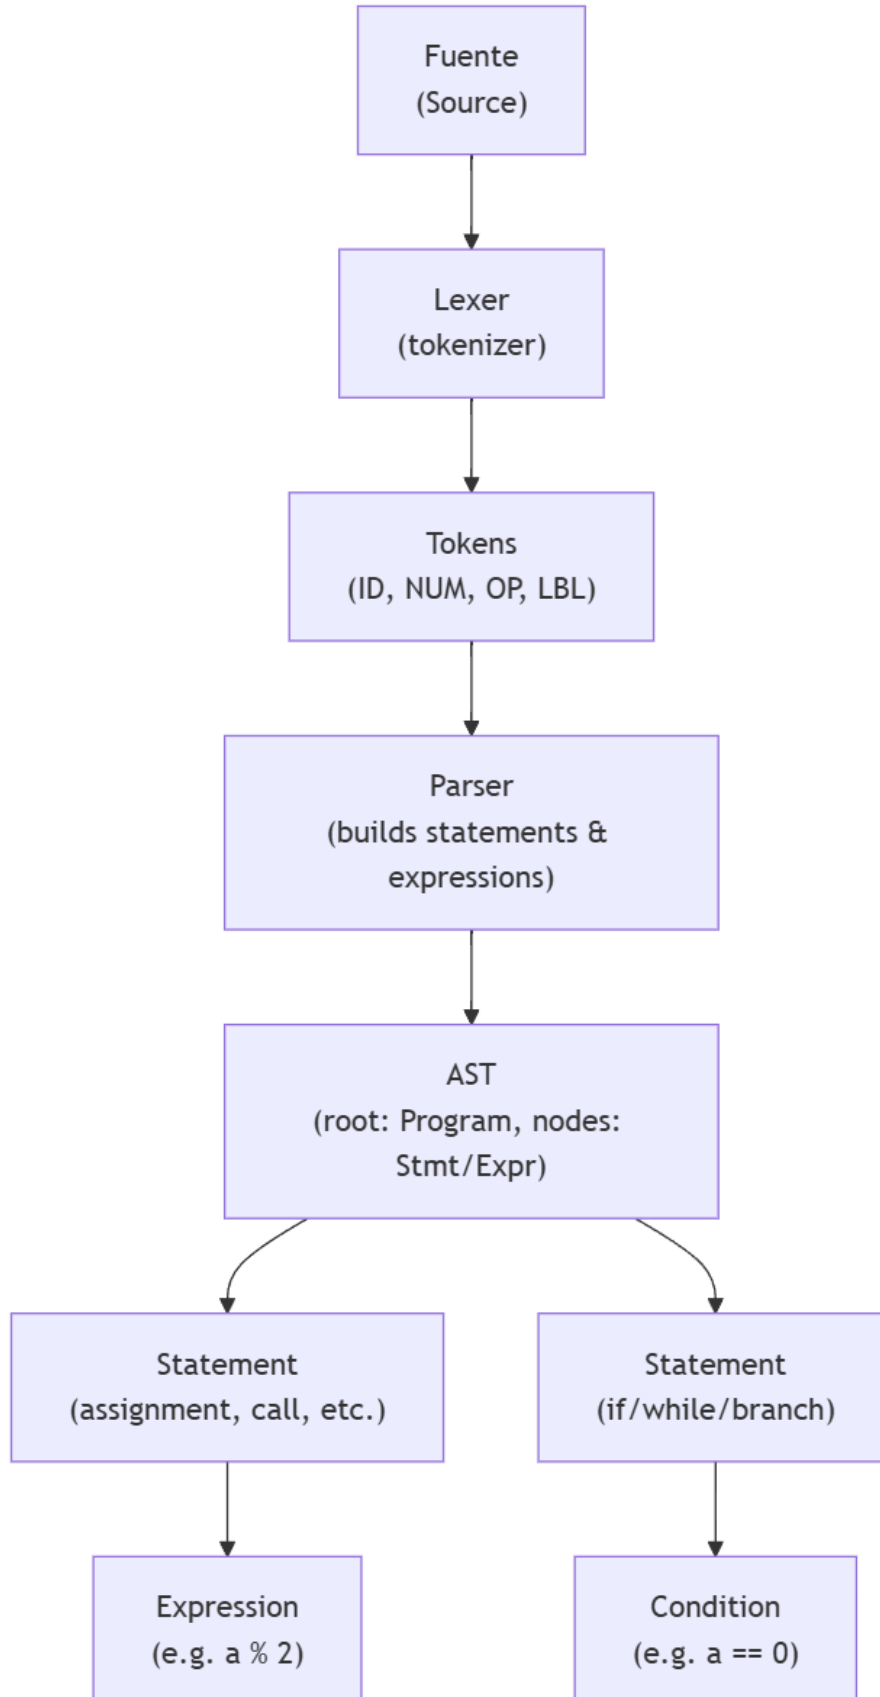 Fuente
(Source)
Lexer
(tokenizer)
Tokens
(ID, NUM, OP, LBL)
Parser
(builds statements &
expressions)
AST
(root: Program, nodes:
Stmt/Expr)
Statement
(assignment, call, etc.)
Statement
(if/while/branch)
Expression
(e.g. a % 2)
Condition
(e.g. a == 0)